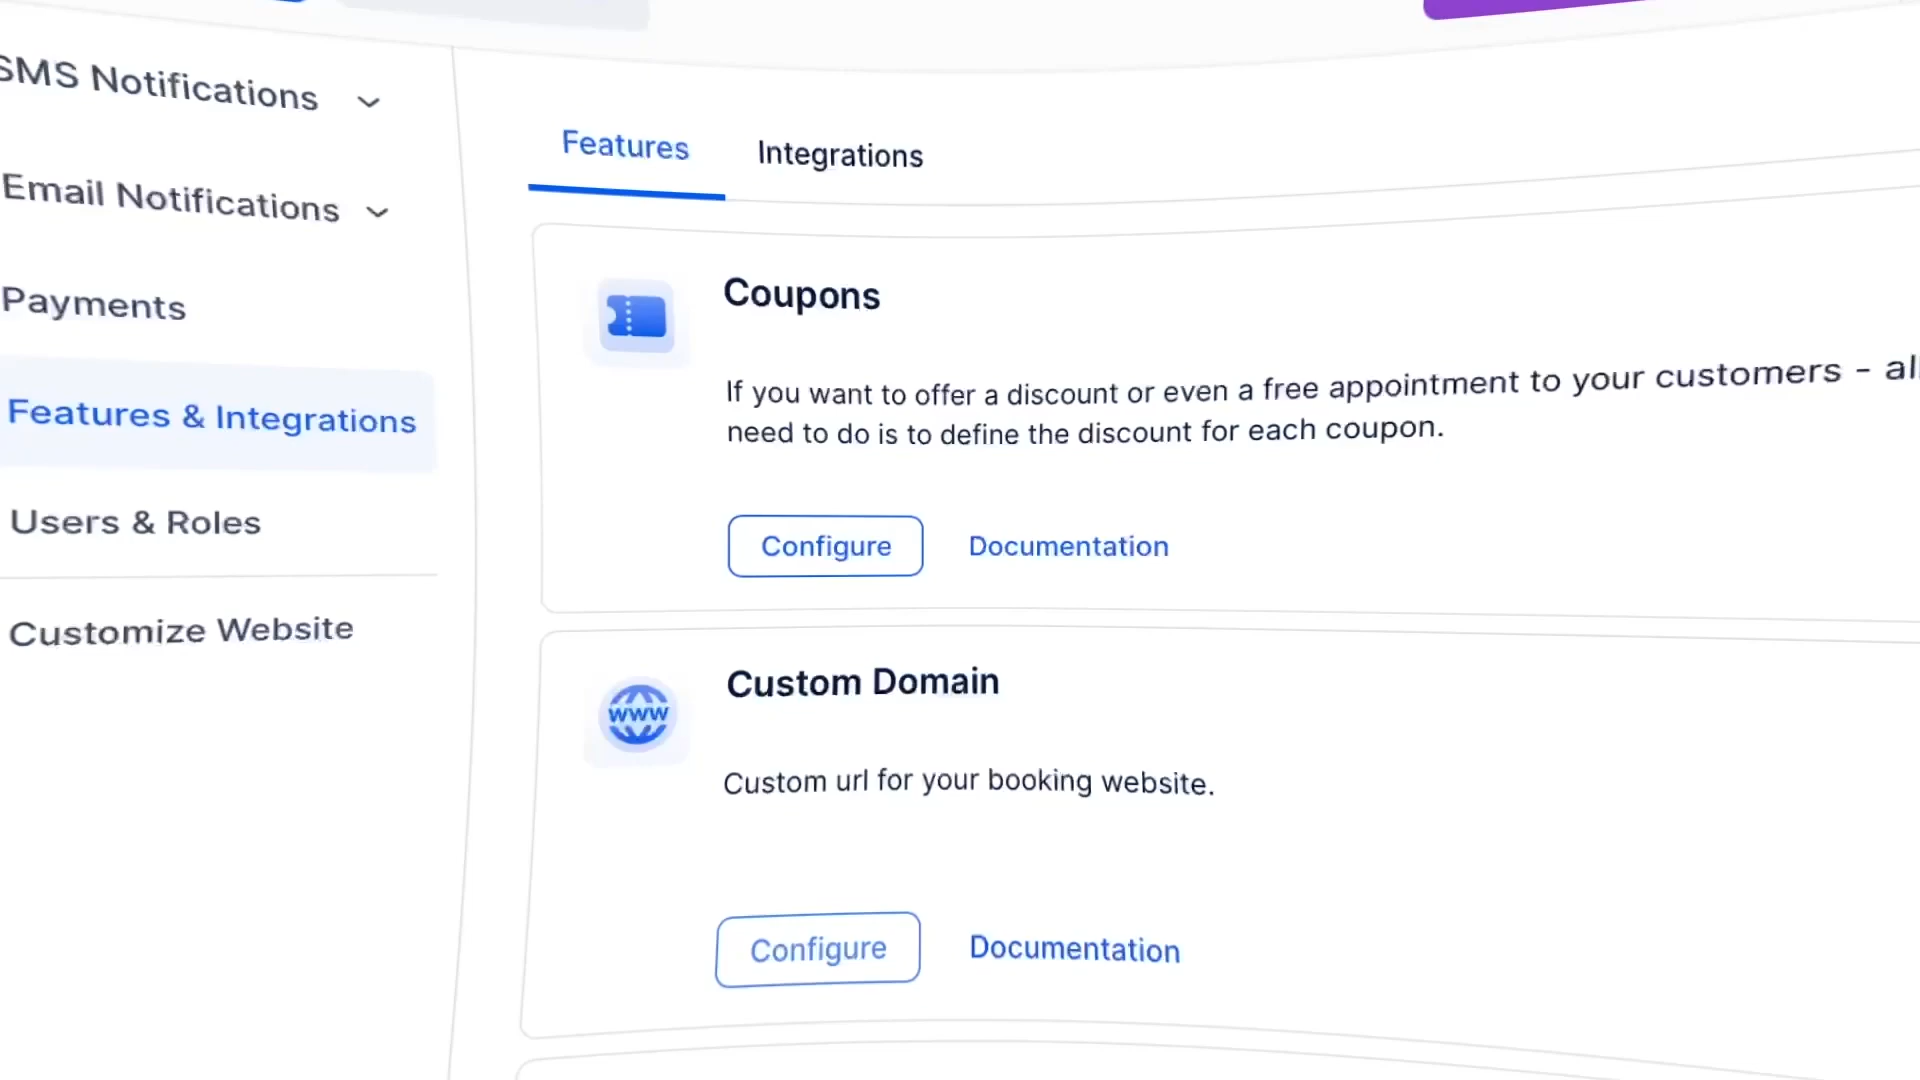 SMS Notifications
Email Notifications
Payments
Features & Integrations
Users & Roles
Customize Website
Features
Integrations
Coupons
If you want to offer a discount or even a free appointment to your customers - all
need to do is to define the discount for each coupon.
Configure
Documentation
www
Custom Domain
Custom url for your booking website.
Configure
Documentation